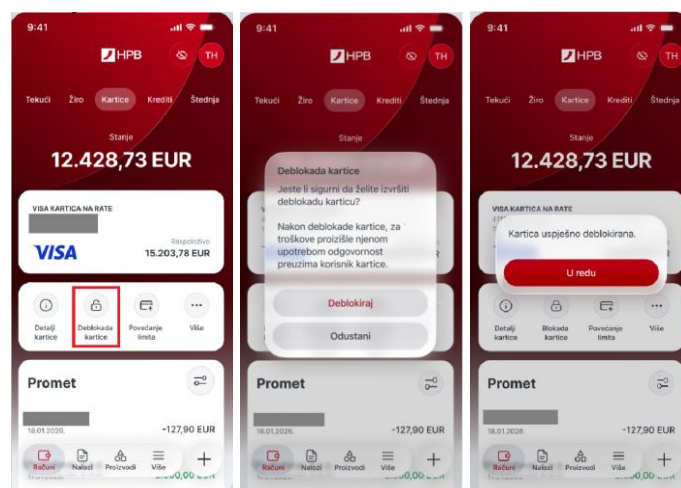 9:41
HPB
TH
Tekući Žiro Kartice Krediti Štednja
Stanje
12.428,73 EUR
VISA KARTICA NA RATE
VISA
Raspoloživo
15.203,78 EUR
Detalji kartice
Deblokada kartice
Povećanje limita
Više
Promet
18.01.2026.
-127,90 EUR
Računi Nalozi Proizvodi Više
9:41
HPB
TH
Tekući Žiro Kartice Krediti Štednja
Stanje
Deblokada kartice
Jeste li sigurni da želite izvršiti
deblokadu karticu?
Nakon deblokade kartice, za
troškove proizišle njenom
upotrebom odgovornost
preuzima korisnik kartice.
Deblokiraj
Odustani
Promet
18.01.2026.
-127,90 EUR
Računi Nalozi Proizvodi Više
9:41
HPB
TH
Tekući Žiro Kartice Krediti Štednja
Stanje
12.428,73 EUR
VISA KARTICA NA RATE
Kartica uspješno deblokirana.
U redu
Detalji kartice
Blokada kartice
Povećanje limita
Više
Promet
18.01.2026.
-127,90 EUR
Računi Nalozi Proizvodi Više